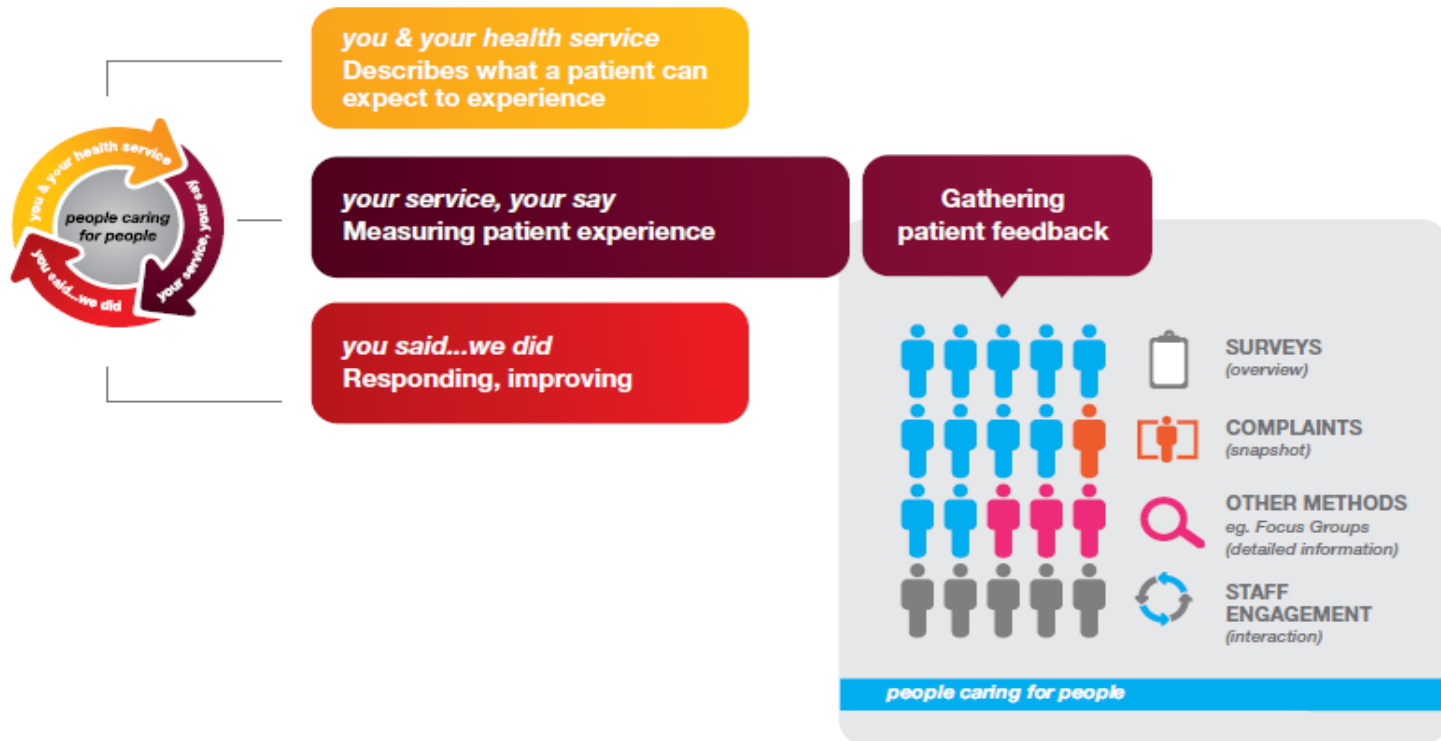 you & your health service
Describes what a patient can
expect to experience
you & your health service
your service, your say
you said...we did
people caring
for people
your service, your say
Measuring patient experience
Gathering
patient feedback
you said...we did
Responding, improving
SURVEYS
(overview)
COMPLAINTS
(snapshot)
OTHER METHODS
eg. Focus Groups
(detailed information)
STAFF
ENGAGEMENT
(interaction)
people caring for people